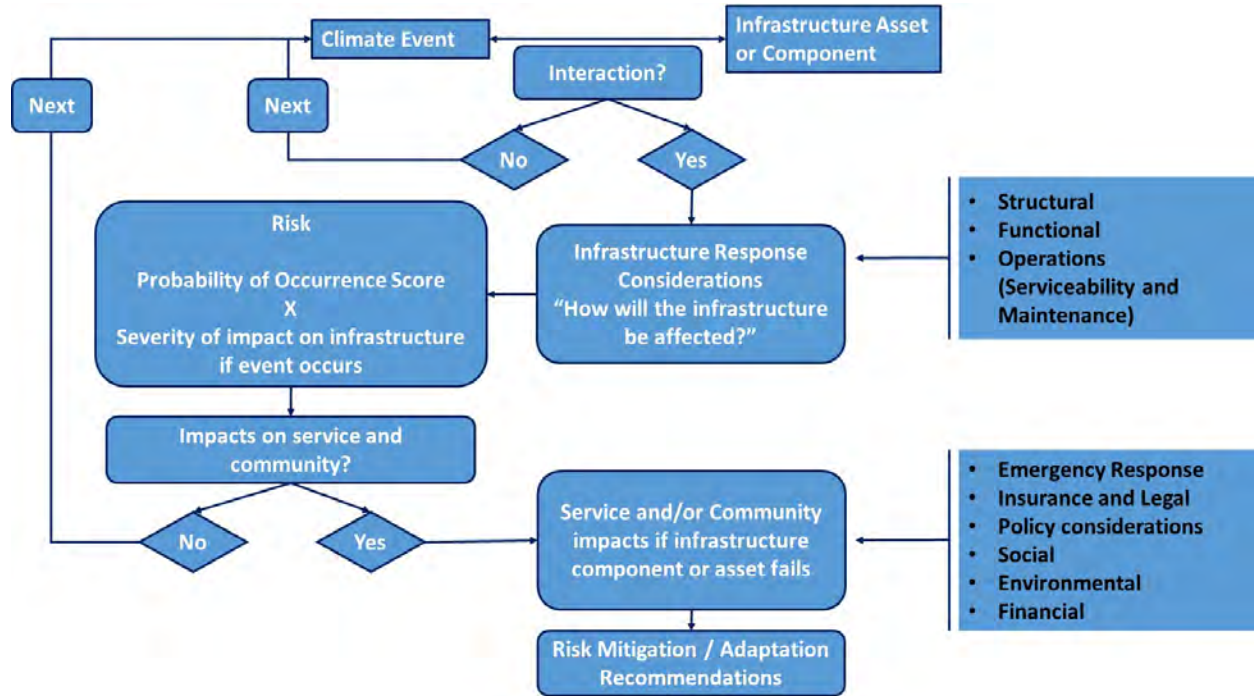 Climate Event
Infrastructure Asset
or Component
Interaction?
Next
Next
No
Yes
• Structural
• Functional
• Operations
(Serviceability and
Maintenance)
Risk
Probability of Occurrence Score
X
Severity of impact on infrastructure
if event occurs
Infrastructure Response
Considerations
“How will the infrastructure
be affected?”
Impacts on service and
community?
No
Yes
Service and/or Community
impacts if infrastructure
component or asset fails
• Emergency Response
• Insurance and Legal
• Policy considerations
• Social
• Environmental
• Financial
Risk Mitigation / Adaptation
Recommendations